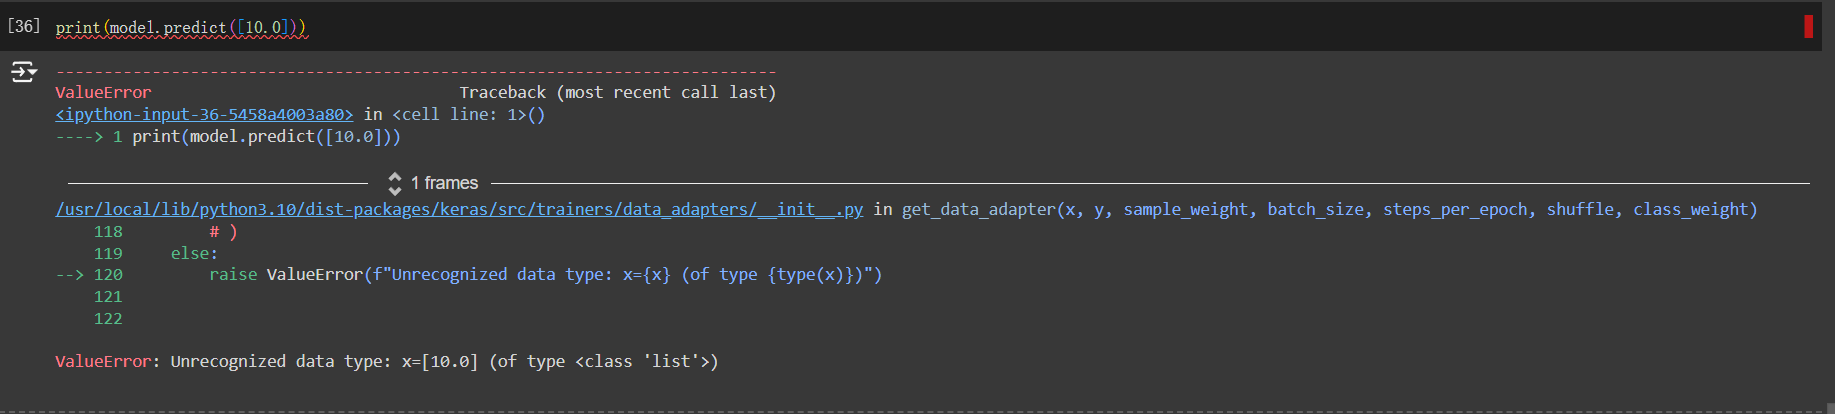 [36] print(model.predict([10.0]))
---------------------------------------------------------------------------
ValueError                                Traceback (most recent call last)
<ipython-input-36-5458a4003a80> in <cell line: 1>()
----> 1 print(model.predict([10.0]))
1 frames
/usr/local/lib/python3.10/dist-packages/keras/src/trainers/data_adapters/__init__.py in get_data_adapter(x, y, sample_weight, batch_size, steps_per_epoch, shuffle, class_weight)
    118         # )
    119     else:
--> 120         raise ValueError(f"Unrecognized data type: x={x} (of type {type(x)})")
    121
    122
ValueError: Unrecognized data type: x=[10.0] (of type <class 'list'>)